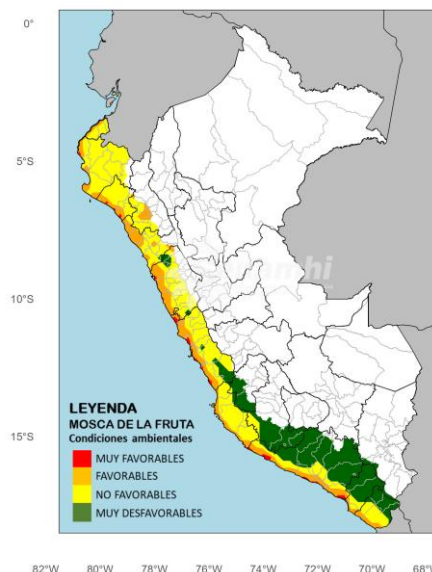 0°
5°S
10°S
15°S
LEYENDA
MOSCA DE LA FRUTA
Condiciones ambientales
MUY FAVORABLES
FAVORABLES
NO FAVORABLES
MUY DESFAVORABLES
82°W 80°W 78°W 76°W 74°W 72°W 70°W 68°W